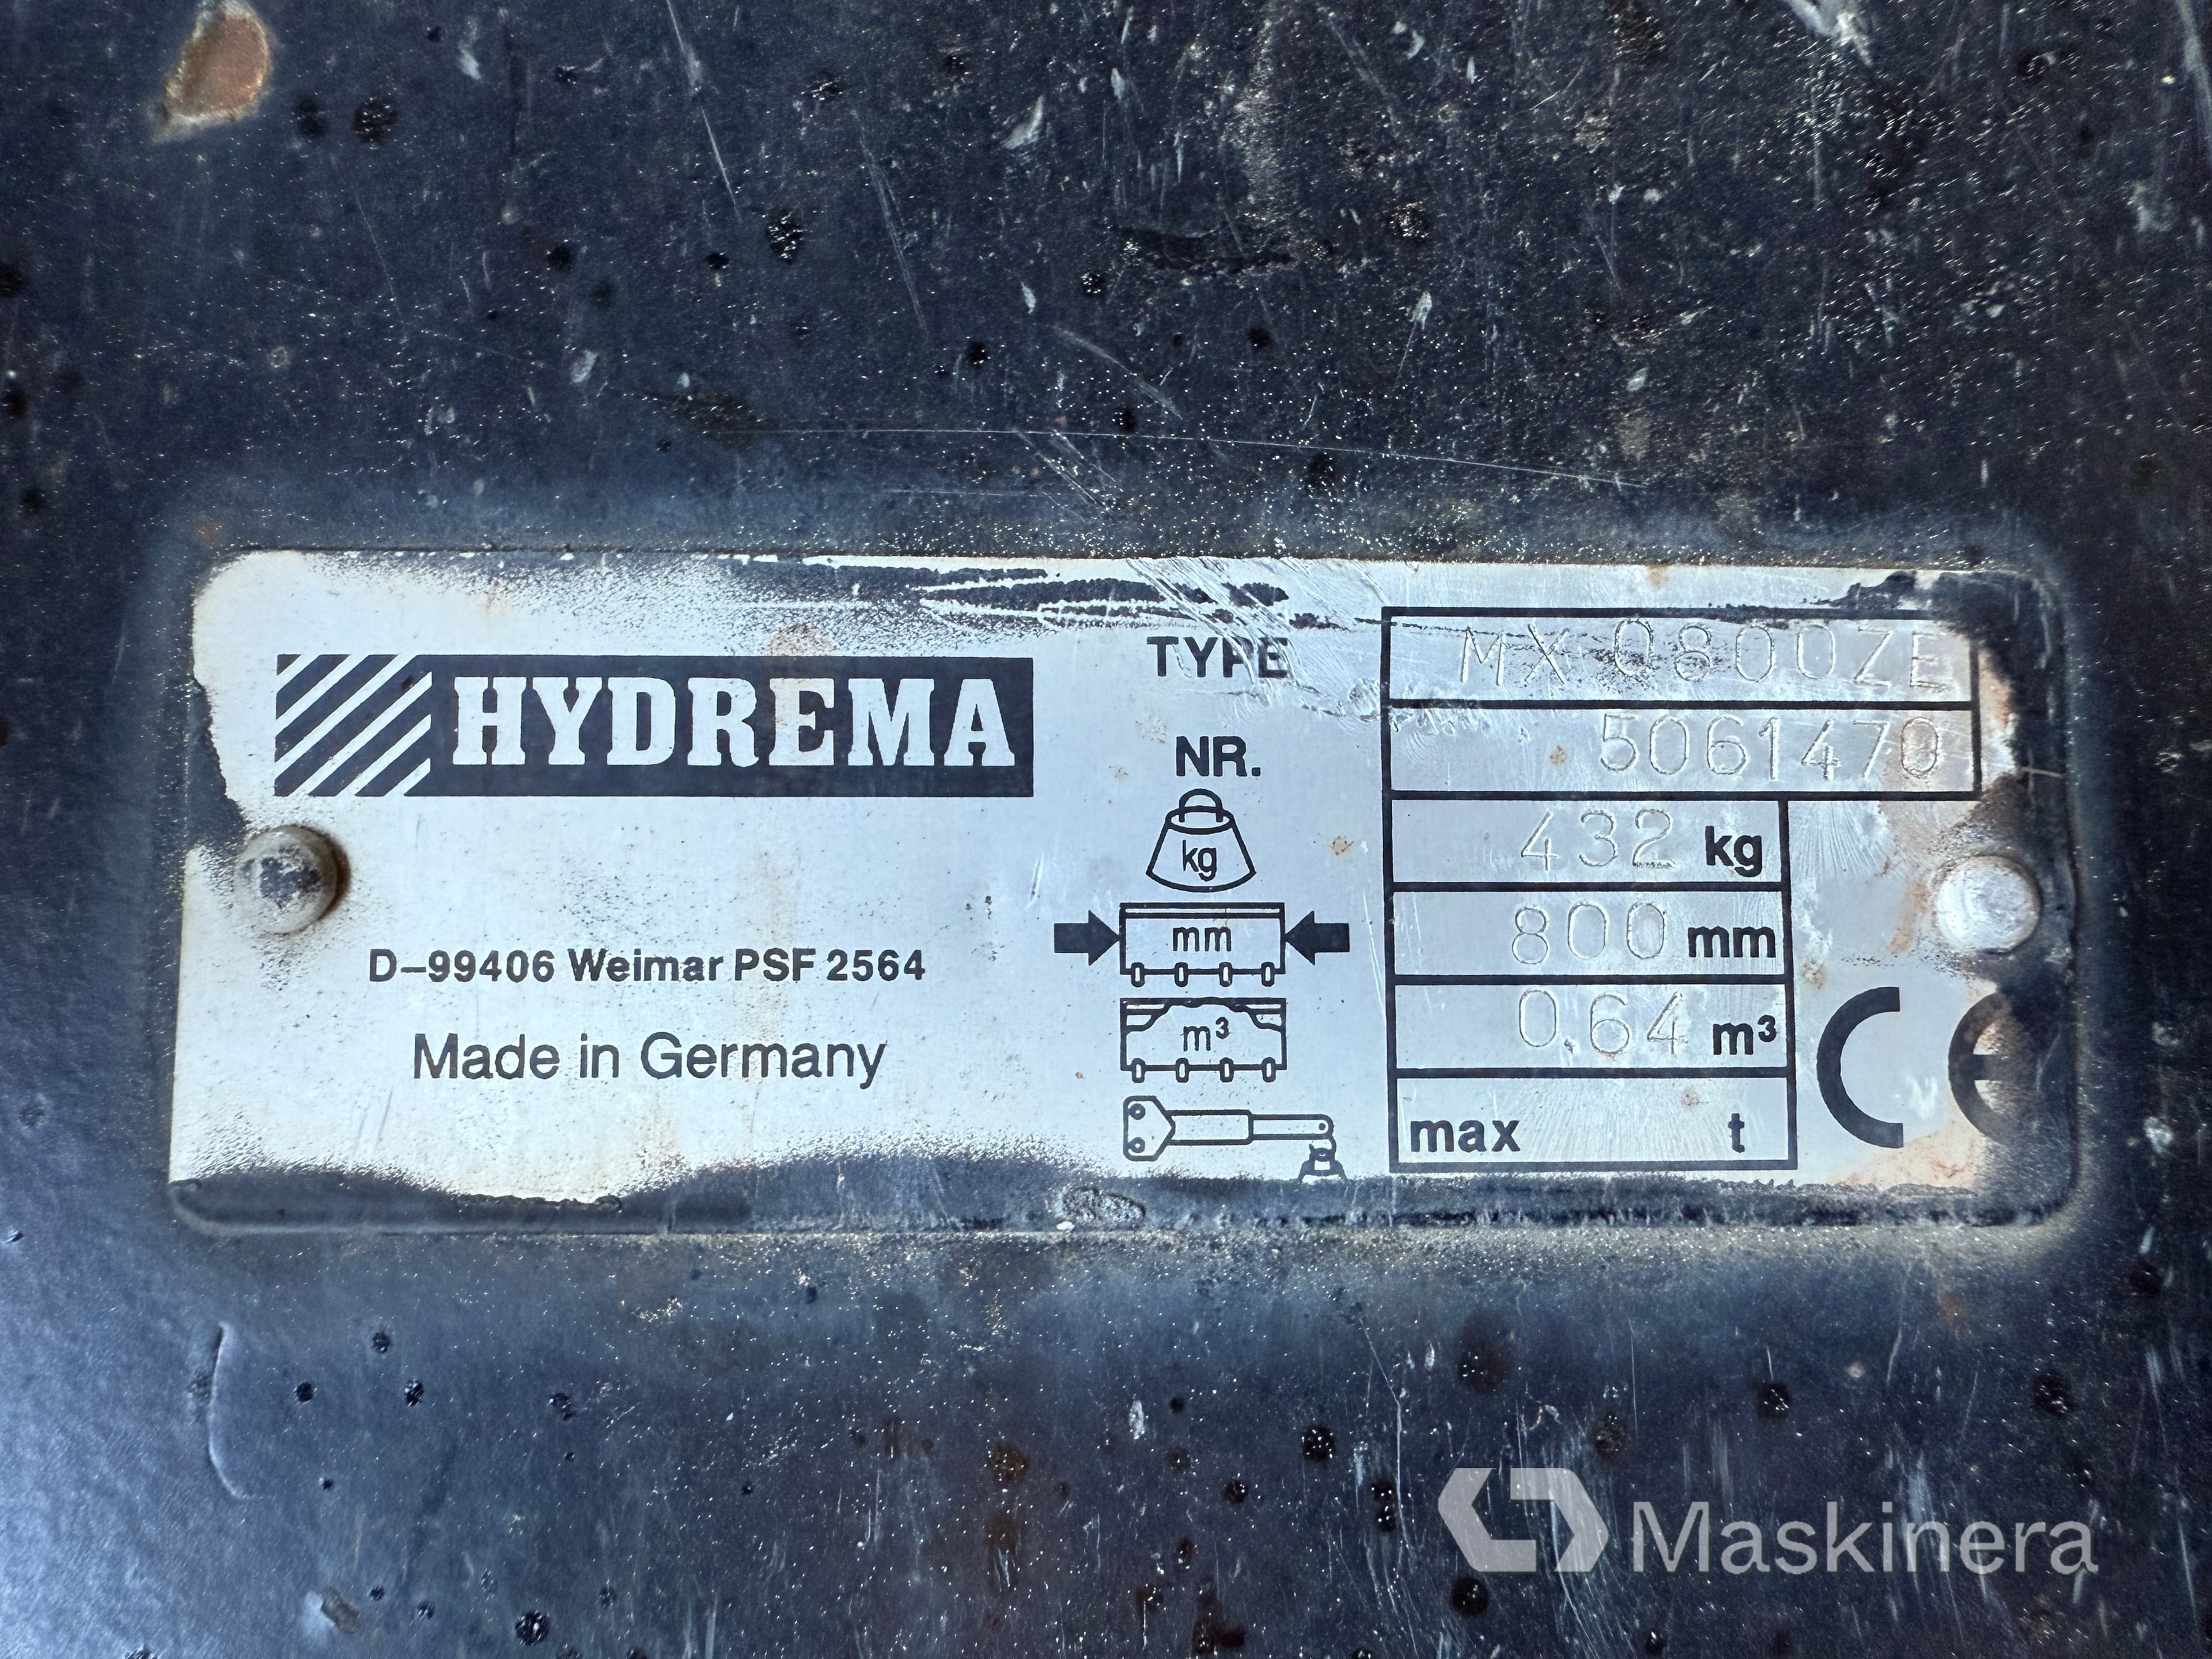 HYDREMA
D-99406 Weimar PSF 2564
Made in Germany
TYPE MX 0800ZE
NR. 5061470
kg 432 kg
mm 800 mm
m³ 0.64 m³
max t
CE
Maskinera